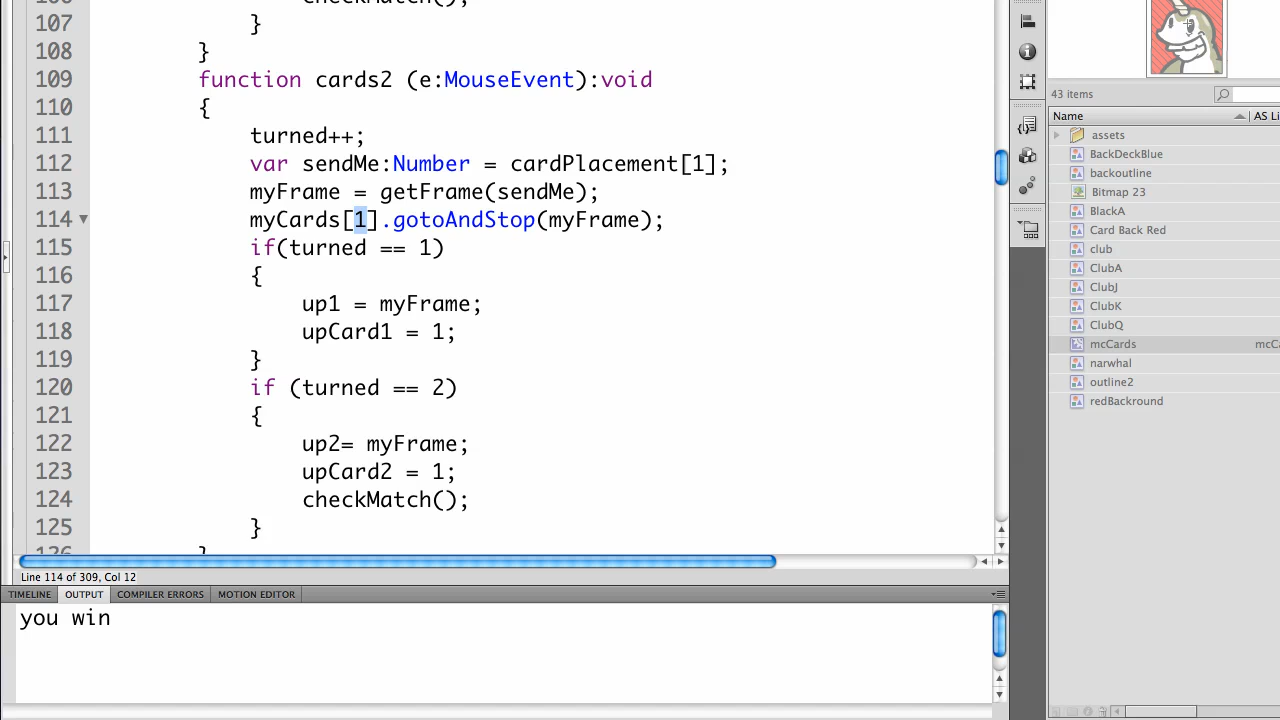 106 checkMatch();
107 }
108 }
109 function cards2 (e:MouseEvent):void
110 {
111 turned++;
112 var sendMe:Number = cardPlacement[1];
113 myFrame = getFrame(sendMe);
114 myCards[1].gotoAndStop(myFrame);
115 if(turned == 1)
116 {
117 up1 = myFrame;
118 upCard1 = 1;
119 }
120 if (turned == 2)
121 {
122 up2= myFrame;
123 upCard2 = 1;
124 checkMatch();
125 }
126 }
Line 114 of 309, Col 12
TIMELINE OUTPUT COMPILER ERRORS MOTION EDITOR
you win
43 items
Name AS Li
assets
BackDeckBlue
backoutline
Bitmap 23
BlackA
Card Back Red
club
ClubA
ClubJ
ClubK
ClubQ
mcCards mcCa
narwhal
outline2
redBackround